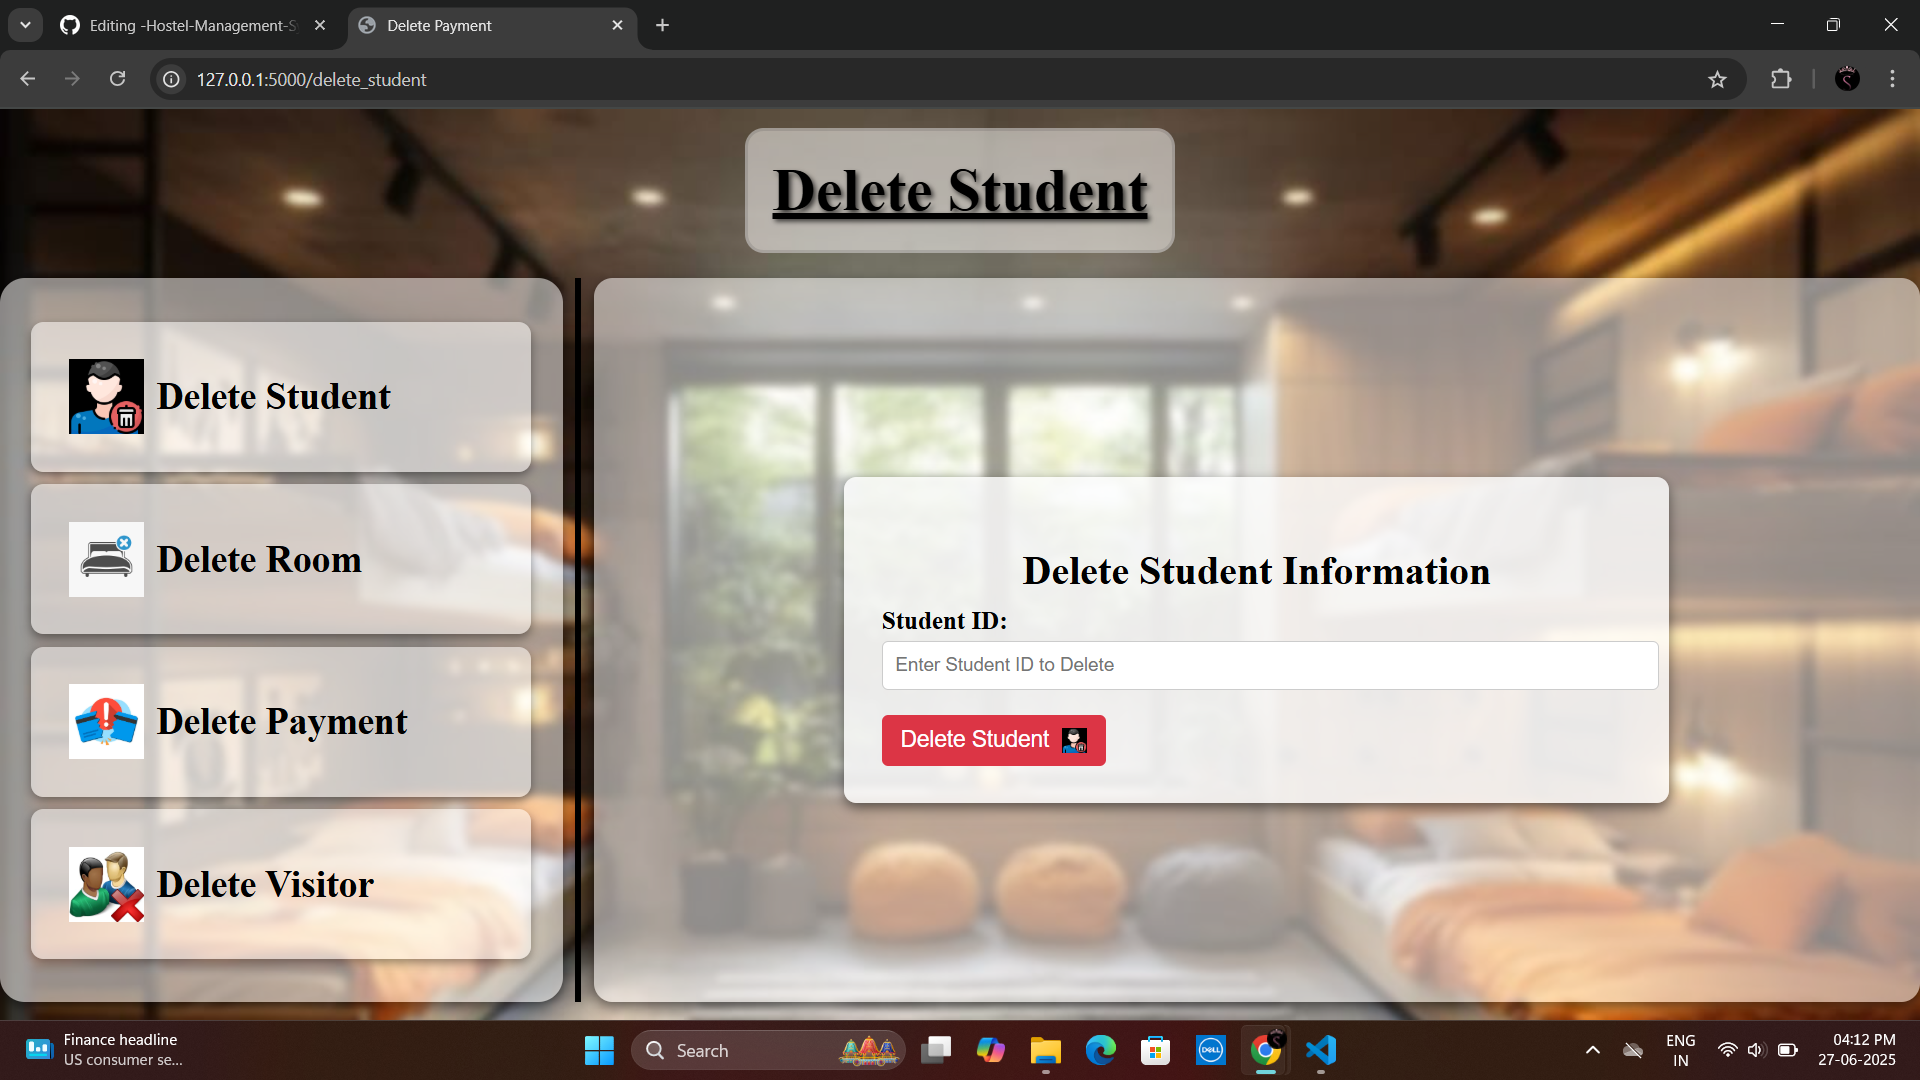 Editing -Hostel-Management-S
Delete Payment
127.0.0.1:5000/delete_student
Delete Student
Delete Student
Delete Room
Delete Payment
Delete Visitor
Delete Student Information
Student ID:
Enter Student ID to Delete
Delete Student
Finance headline
US consumer se...
Search
DELL
ENG
IN
04:12 PM
27-06-2025